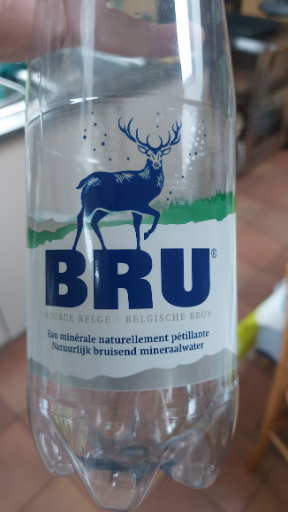 BRU®
SOURCE BELGE | BELGISCHE BRON
Eau minérale naturellement pétillante
Natuurlijk bruisend mineraalwater